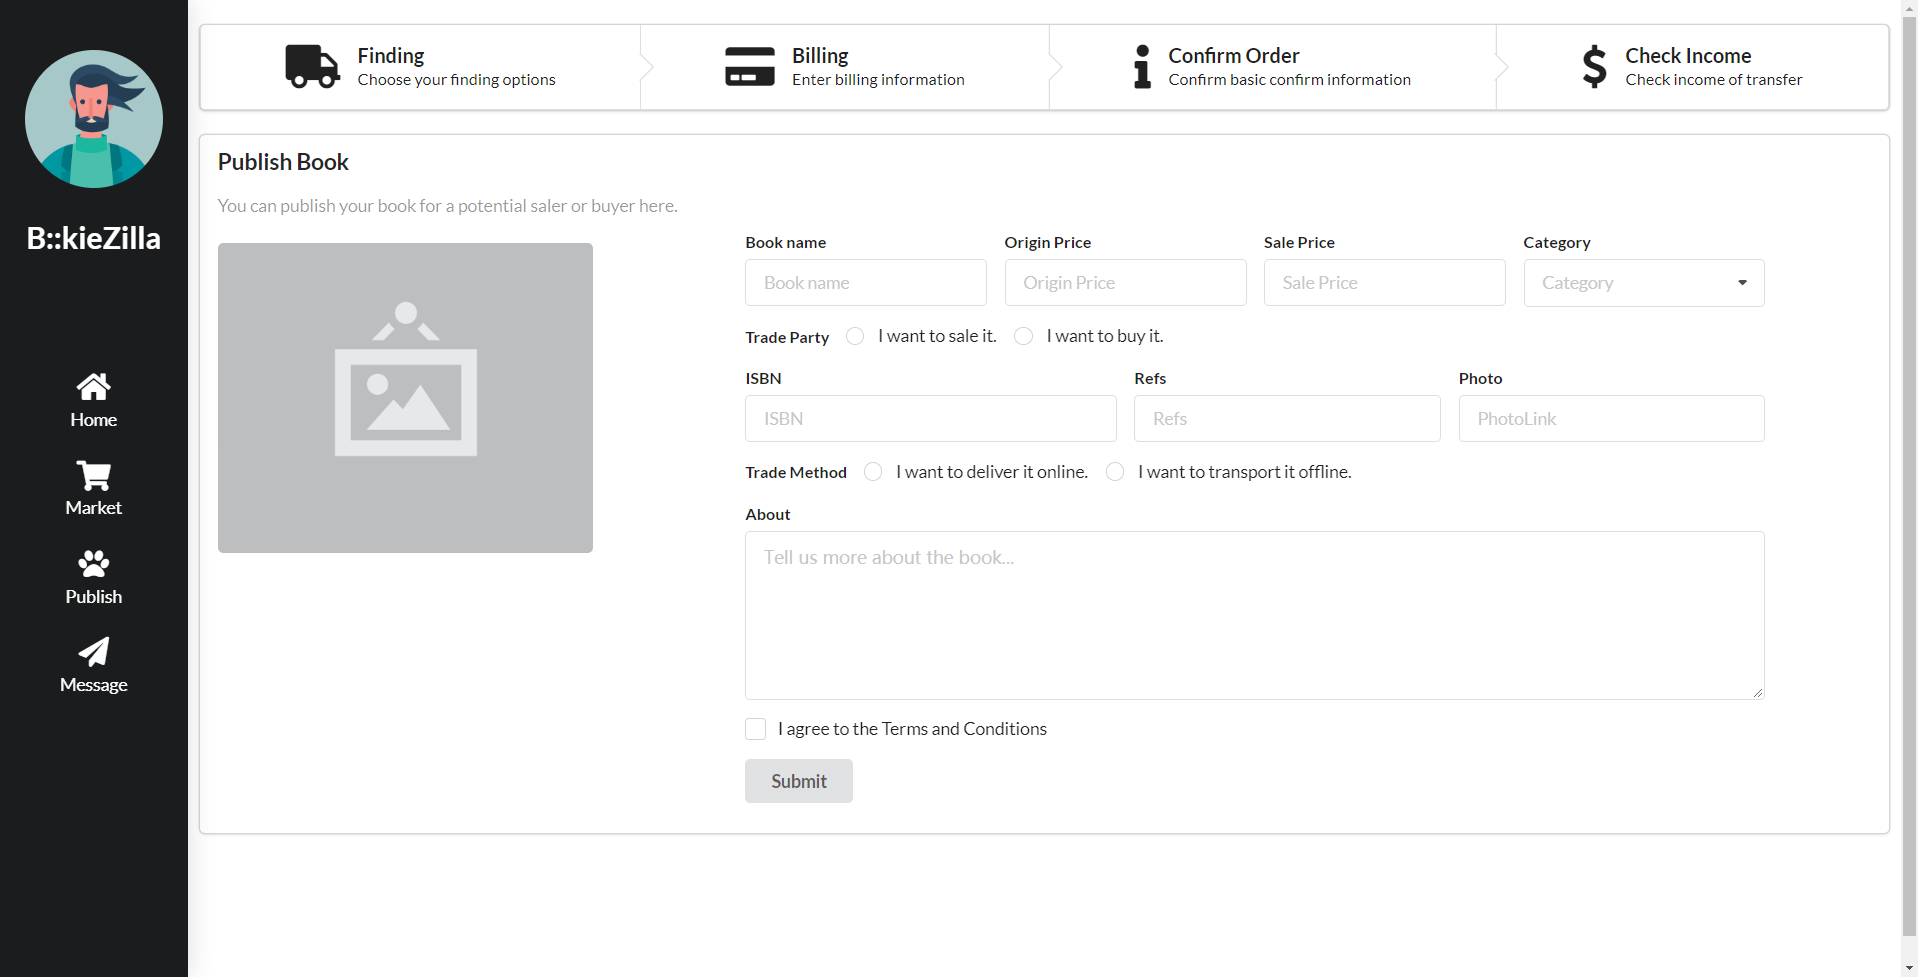 B::kieZilla
Home
Market
Publish
Message
Finding
Choose your finding options
Billing
Enter billing information
Confirm Order
Confirm basic confirm information
Check Income
Check income of transfer
Publish Book
You can publish your book for a potential saler or buyer here.
Book name Origin Price Sale Price Category
Book name Origin Price Sale Price Category
Trade Party I want to sale it. I want to buy it.
ISBN Refs Photo
ISBN Refs PhotoLink
Trade Method I want to deliver it online. I want to transport it offline.
About
Tell us more about the book...
I agree to the Terms and Conditions
Submit